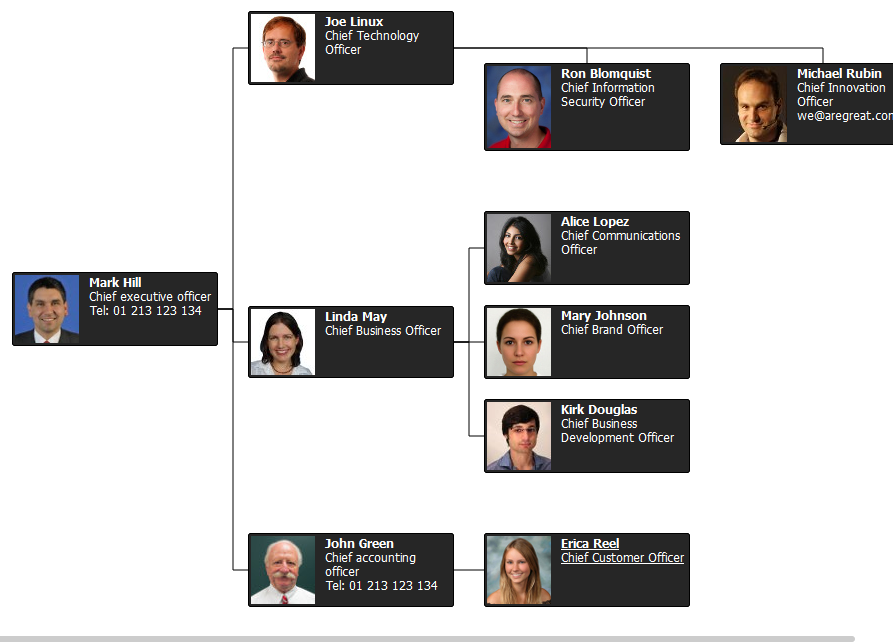 Joe Linux
Chief Technology
Officer
Ron Blomquist
Chief Information
Security Officer
Michael Rubin
Chief Innovation
Officer
we@aregreat.com
Alice Lopez
Chief Communications
Officer
Mark Hill
Chief executive officer
Tel: 01 213 123 134
Linda May
Chief Business Officer
Mary Johnson
Chief Brand Officer
Kirk Douglas
Chief Business
Development Officer
John Green
Chief accounting
officer
Tel: 01 213 123 134
Erica Reel
Chief Customer Officer